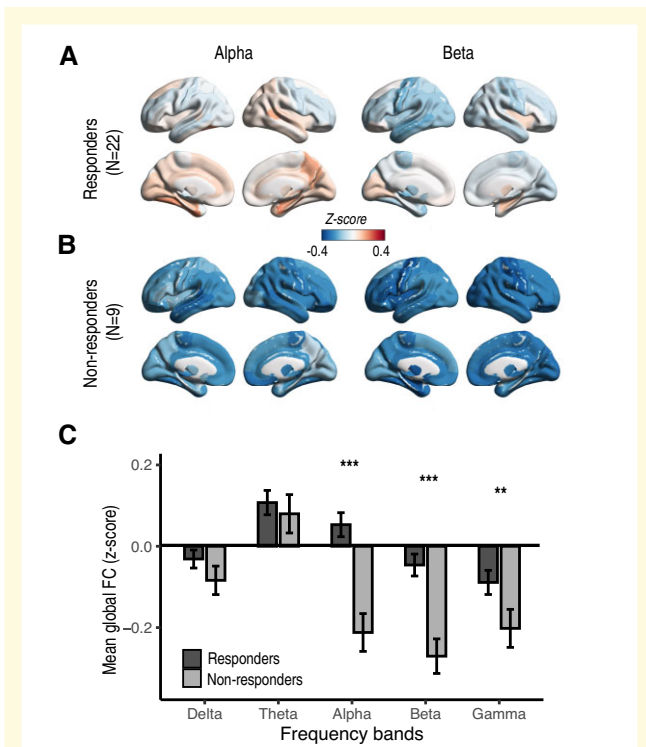 A
Alpha
Beta
Responders
(N=22)
Z-score
-0.4
0.4
B
Non-responders
(N=9)
C
Mean global FC (z-score)
0.2
0.0
−0.2
***
***
**
Responders
Non-responders
Delta
Theta
Alpha
Beta
Gamma
Frequency bands